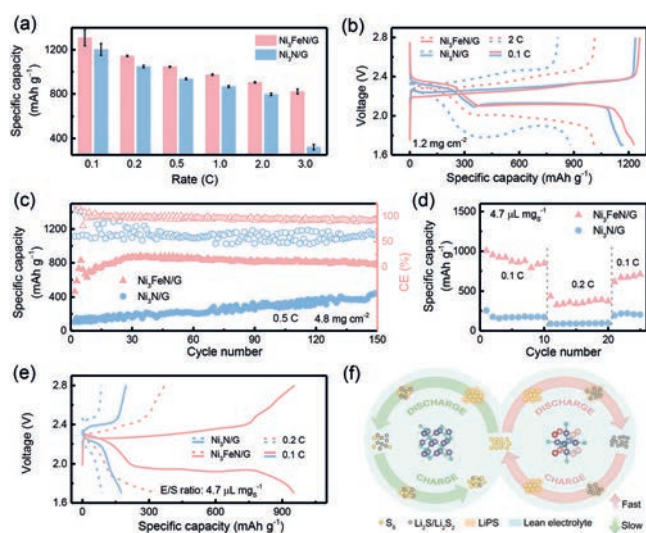 (a)
Ni₃FeN/G
Ni₃N/G
Specific capacity
(mAh g⁻¹)
1200
800
400
0.1 0.2 0.5 1.0 2.0 3.0
Rate (C)
(b)
Ni₃FeN/G 2 C
Ni₃N/G 0.1 C
Voltage (V)
2.8
2.4
2.0
1.6
1.2 mg cm⁻²
0 300 600 900 1200
Specific capacity (mAh g⁻¹)
(c)
Specific capacity
(mAh g⁻¹)
1200
800
400
0
Ni₃FeN/G
Ni₃N/G
0.5 C 4.8 mg cm⁻²
100
50
0
CE (%)
0 30 60 90 120 150
Cycle number
(d)
Specific capacity
(mAh g⁻¹)
1500
1000
500
0
4.7 μL mgₛ⁻¹
Ni₃FeN/G
Ni₃N/G
0.1 C
0.2 C
0.1 C
0 10 20
Cycle number
(e)
Voltage (V)
2.8
2.4
2.0
1.6
Ni₃N/G 0.2 C
Ni₃FeN/G 0.1 C
E/S ratio: 4.7 μL mgₛ⁻¹
0 300 600 900
Specific capacity (mAh g⁻¹)
(f)
DISCHARGE
CHARGE
DISCHARGE
CHARGE
Fast
Slow
S₈ Li₂S/Li₂S₂ LiPS Lean electrolyte